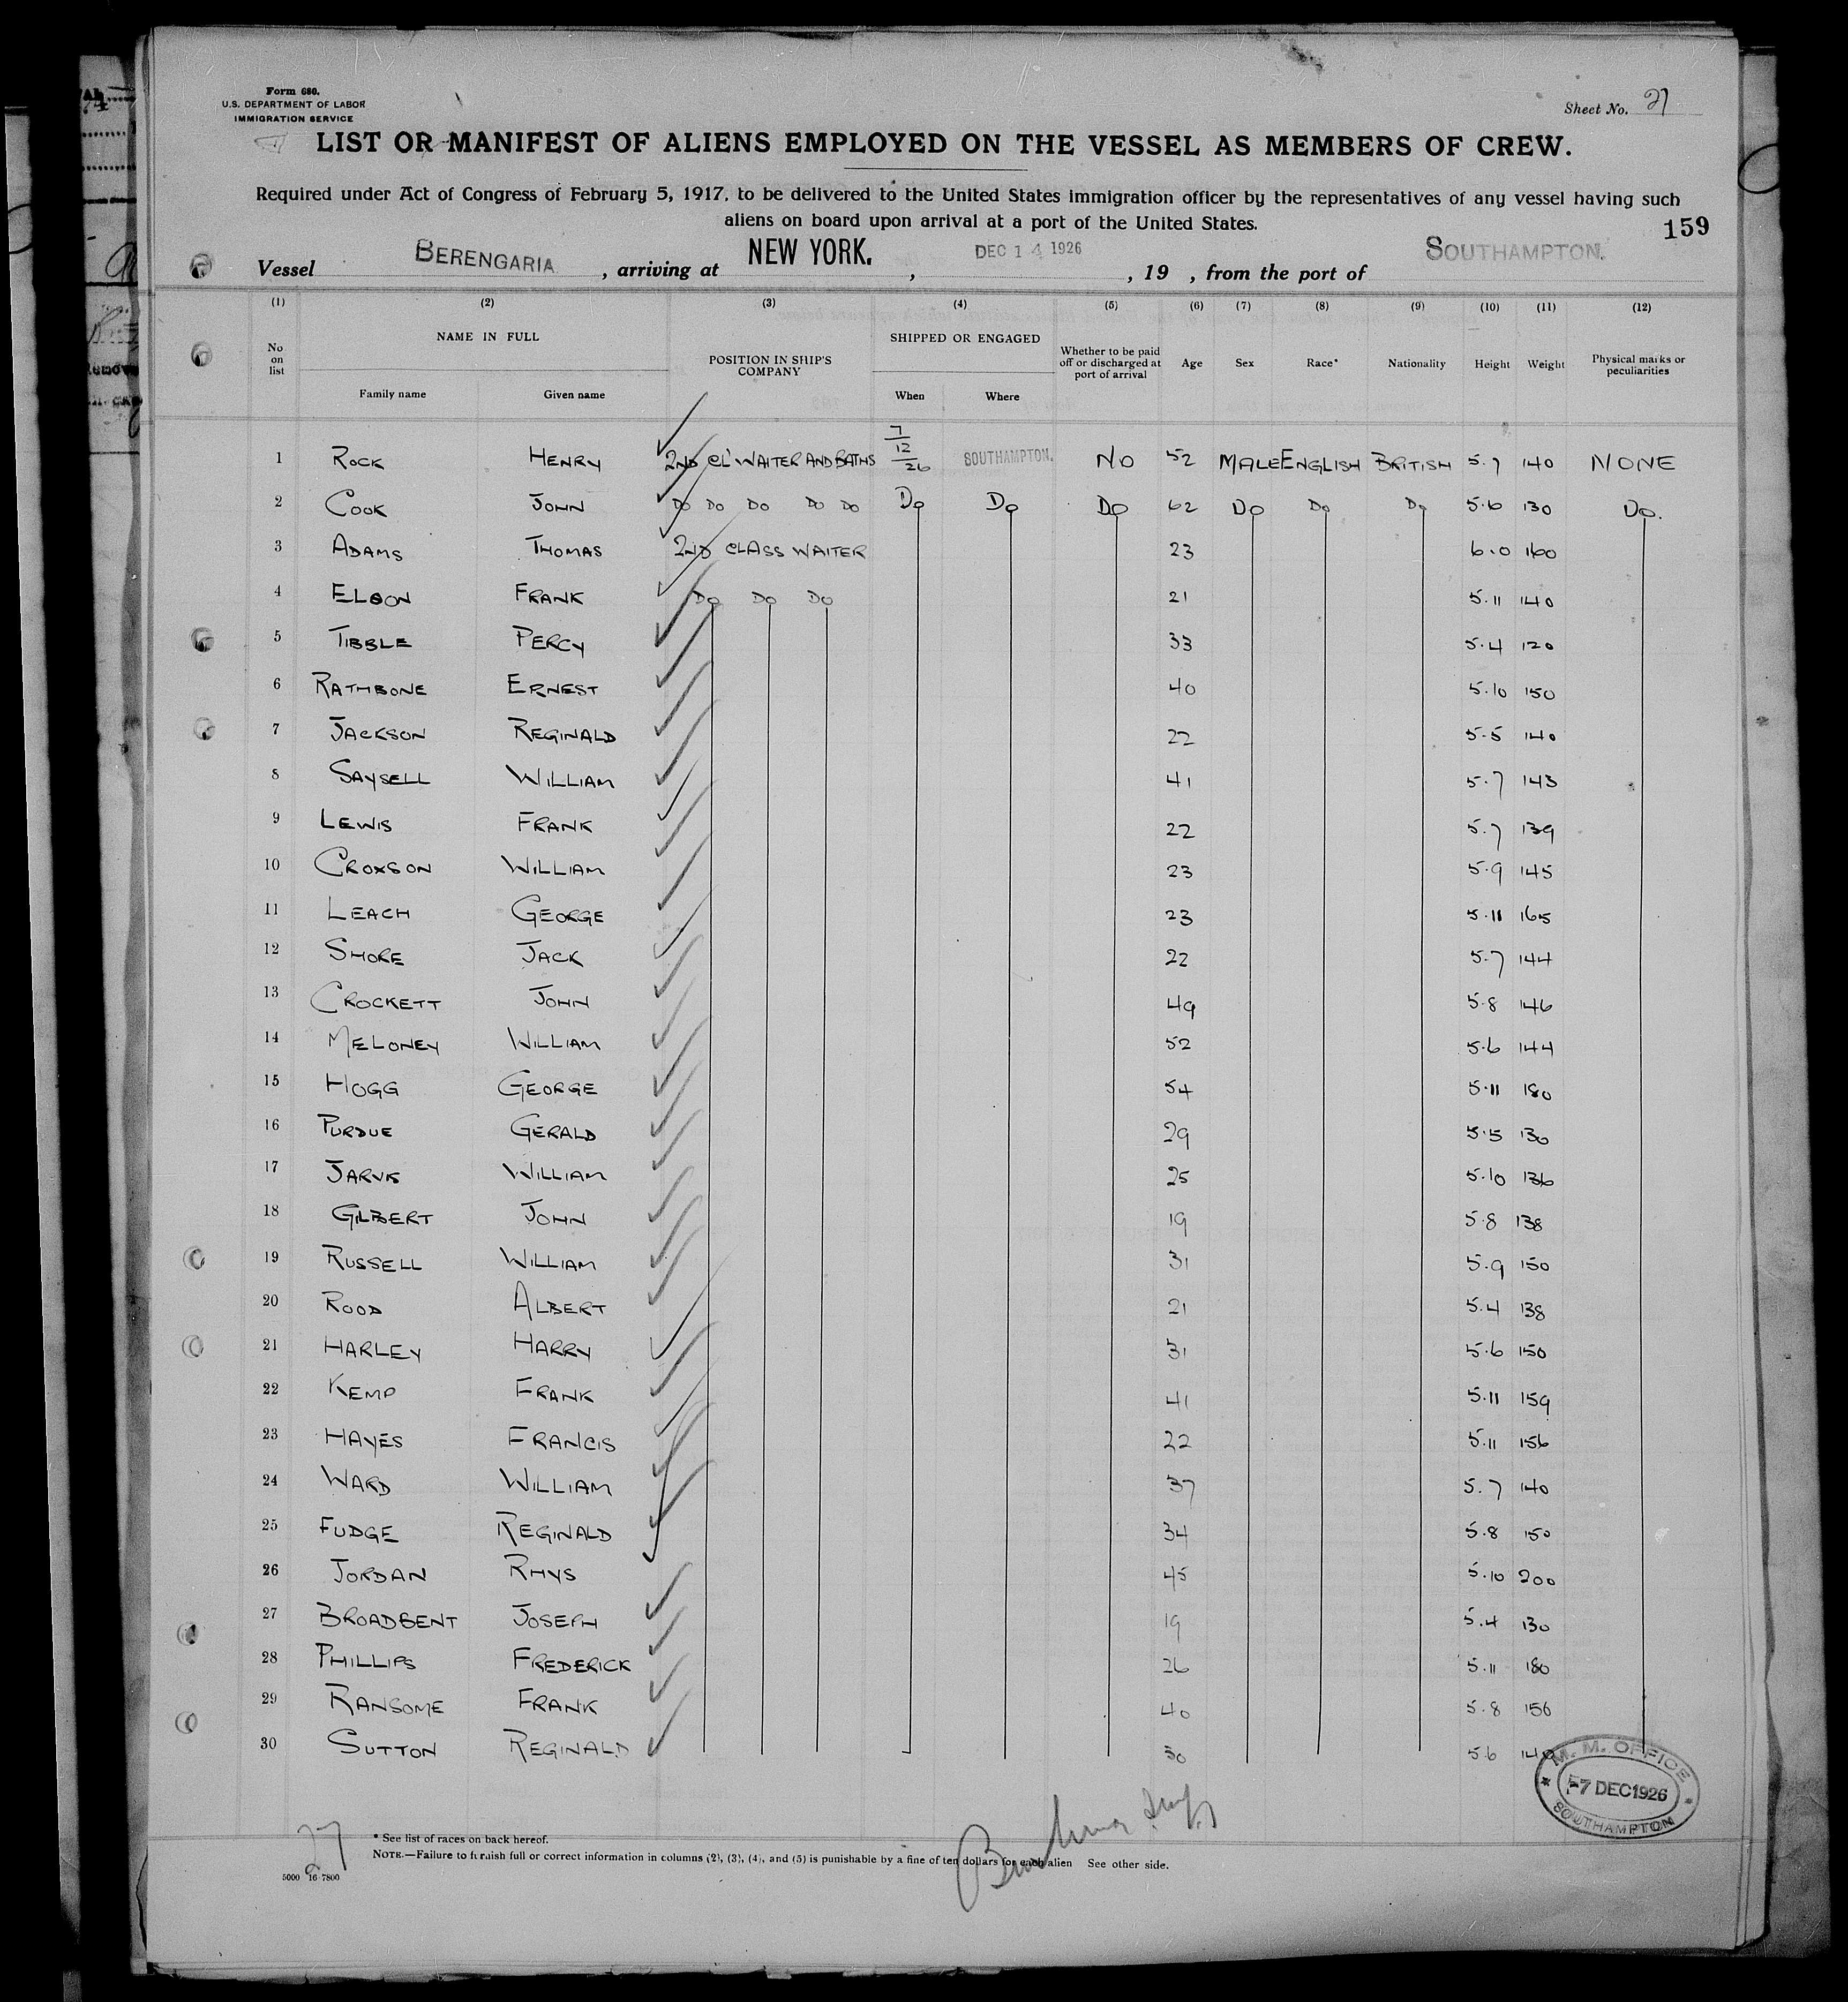 Form 680.
U.S. DEPARTMENT OF LABOR
IMMIGRATION SERVICE
Sheet No. 21
LIST OR MANIFEST OF ALIENS EMPLOYED ON THE VESSEL AS MEMBERS OF CREW.
Required under Act of Congress of February 5, 1917, to be delivered to the United States immigration officer by the representatives of any vessel having such
aliens on board upon arrival at a port of the United States.
159
Vessel BERENGARIA, arriving at NEW YORK., DEC 14 1926, 19 , from the port of SOUTHAMPTON.
(1) (2) (3) (4) (5) (6) (7) (8) (9) (10) (11) (12)
No on list NAME IN FULL Family name Given name POSITION IN SHIP'S COMPANY SHIPPED OR ENGAGED When Where Whether to be paid off or discharged at port of arrival Age Sex Race* Nationality Height Weight Physical marks or peculiarities
1 ROCK HENRY 2ND CL' WAITER AND BATHS 7/12/26 SOUTHAMPTON. NO 52 MALE ENGLISH BRITISH 5.7 140 NONE
2 COOK JOHN DO DO DO DO DO DO DO DO 62 DO DO DO 5.6 130 DO.
3 ADAMS THOMAS 2ND CLASS WAITER 23 6.0 160
4 ELSON FRANK DO DO DO 21 5.11 140
5 TIBBLE PERCY 33 5.4 120
6 RATHBONE ERNEST 40 5.10 150
7 JACKSON REGINALD 22 5.5 140
8 SAYSELL WILLIAM 41 5.7 143
9 LEWIS FRANK 22 5.7 139
10 CROXSON WILLIAM 23 5.9 145
11 LEACH GEORGE 23 5.11 165
12 SHORE JACK 22 5.7 144
13 CROCKETT JOHN 49 5.8 146
14 MELONEY WILLIAM 52 5.6 144
15 HOGG GEORGE 54 5.11 180
16 PURDUE GERALD 29 5.5 130
17 JARVIS WILLIAM 25 5.10 136
18 GILBERT JOHN 19 5.8 138
19 RUSSELL WILLIAM 31 5.9 150
20 ROOD ALBERT 21 5.4 138
21 HARLEY HARRY 31 5.6 150
22 KEMP FRANK 41 5.11 159
23 HAYES FRANCIS 22 5.11 156
24 WARD WILLIAM 37 5.7 140
25 FUDGE REGINALD 34 5.8 150
26 JORDAN RHYS 45 5.10 200
27 BROADBENT JOSEPH 19 5.4 130
28 PHILLIPS FREDERICK 26 5.11 180
29 RANSOME FRANK 40 5.8 156
30 SUTTON REGINALD 30 5.6 140
M. M. OFFICE
7 DEC 1926
SOUTHAMPTON
27
* See list of races on back hereof.
NOTE.—Failure to furnish full or correct information in columns (2), (3), (4), and (5) is punishable by a fine of ten dollars for each alien See other side.
5000 16-7800